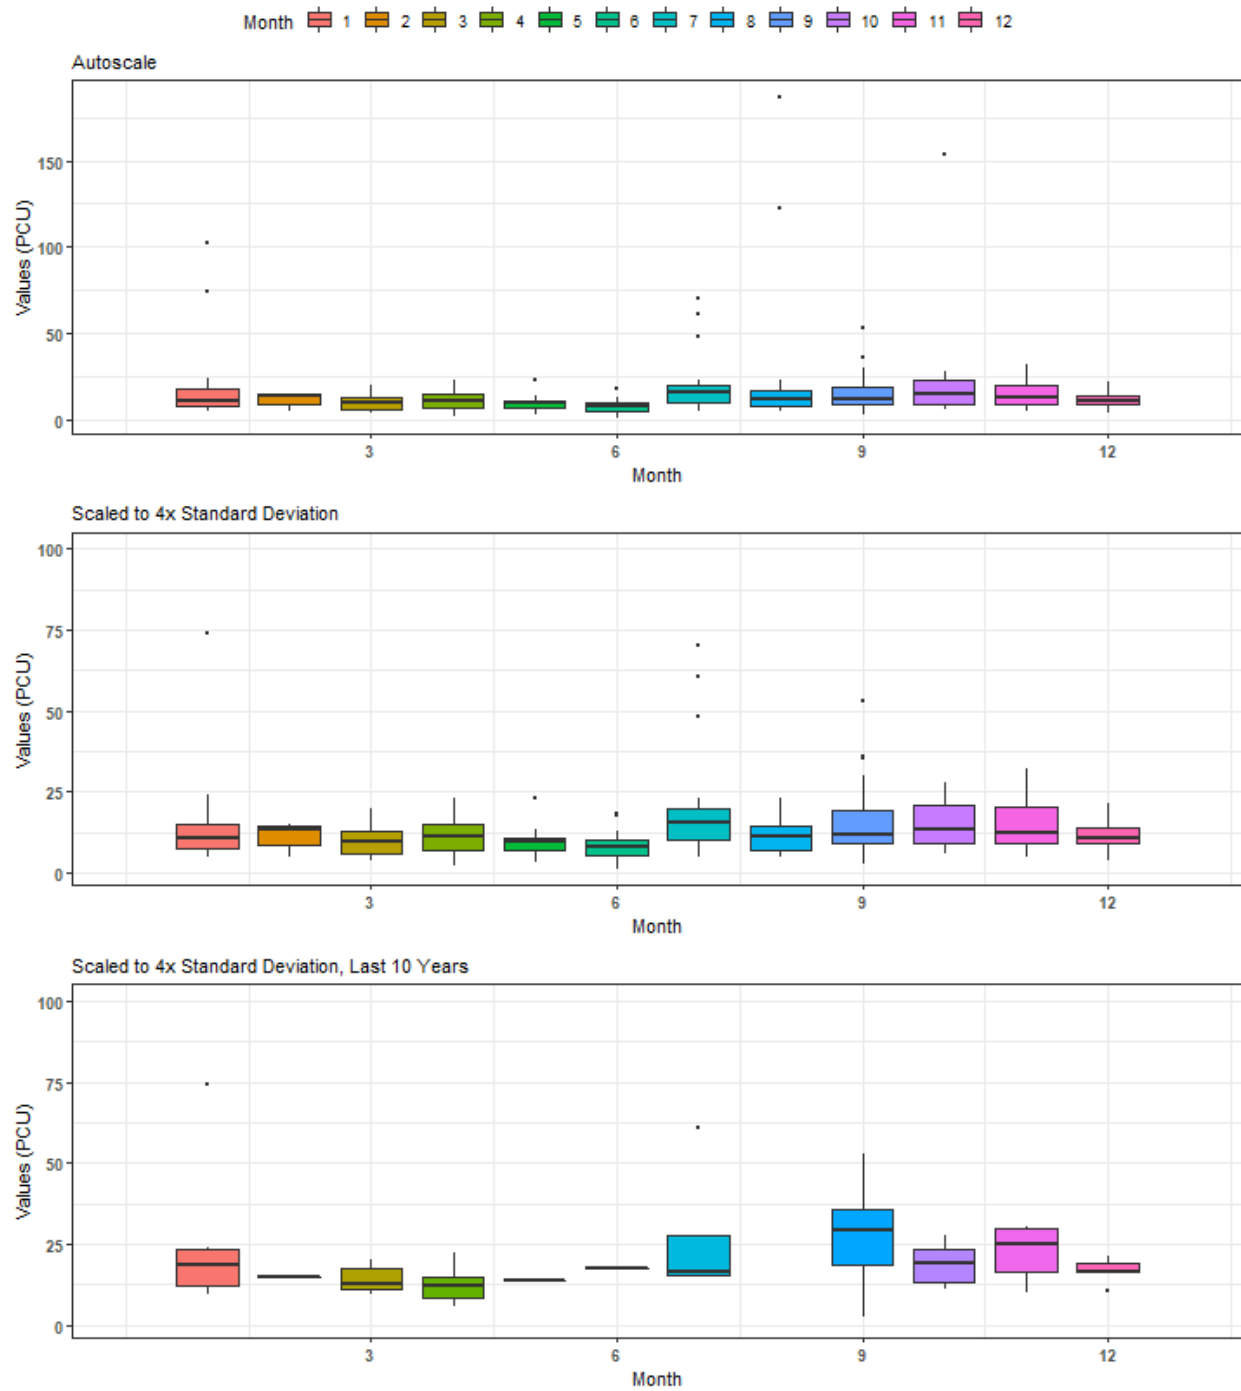 Month 1 2 3 4 5 6 7 8 9 10 11 12
Autoscale
Values (PCU)
150
100
50
0
3 6 9 12
Month
Scaled to 4x Standard Deviation
Values (PCU)
100
75
50
25
0
3 6 9 12
Month
Scaled to 4x Standard Deviation, Last 10 Years
Values (PCU)
100
75
50
25
0
3 6 9 12
Month